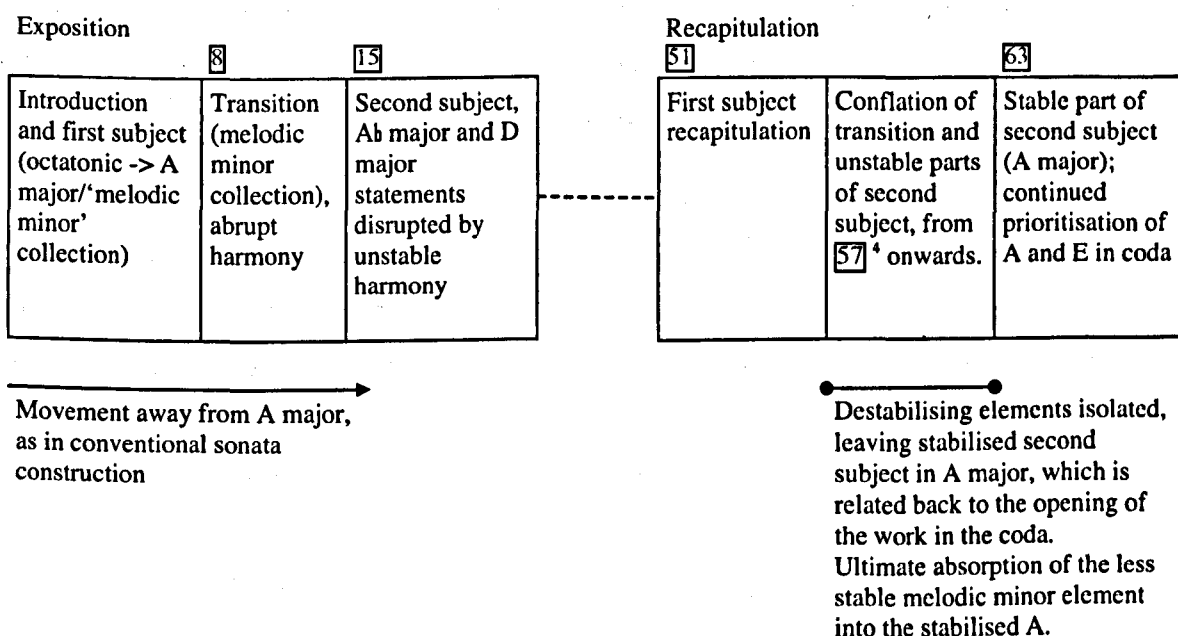 Exposition
8
15
Introduction
and first subject
(octatonic -> A
major/‘melodic
minor’
collection)
Transition
(melodic
minor
collection),
abrupt
harmony
Second subject,
Ab major and D
major
statements
disrupted by
unstable
harmony
Movement away from A major,
as in conventional sonata
construction
Recapitulation
51
63
First subject
recapitulation
Conflation of
transition and
unstable parts
of second
subject, from
57 ⁴ onwards.
Stable part of
second subject
(A major);
continued
prioritisation of
A and E in coda
Destabilising elements isolated,
leaving stabilised second
subject in A major, which is
related back to the opening of
the work in the coda.
Ultimate absorption of the less
stable melodic minor element
into the stabilised A.